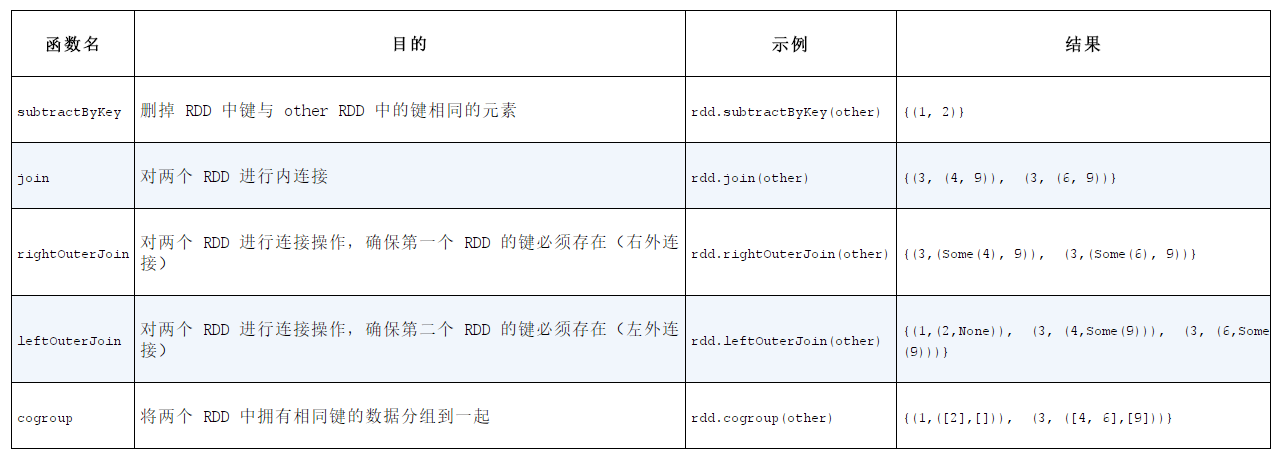 函数名 目的 示例 结果
subtractByKey 删掉 RDD 中键与 other RDD 中的键相同的元素 rdd.subtractByKey(other) {(1, 2)}
join 对两个 RDD 进行内连接 rdd.join(other) {(3, (4, 9)), (3, (6, 9))}
rightOuterJoin 对两个 RDD 进行连接操作，确保第一个 RDD 的键必须存在（右外连
接） rdd.rightOuterJoin(other) {(3,(Some(4), 9)), (3,(Some(6), 9))}
leftOuterJoin 对两个 RDD 进行连接操作，确保第二个 RDD 的键必须存在（左外连
接） rdd.leftOuterJoin(other) {(1,(2,None)), (3, (4,Some(9))), (3, (6,Some
(9)))}
cogroup 将两个 RDD 中拥有相同键的数据分组到一起 rdd.cogroup(other) {(1,([2],[])), (3, ([4, 6],[9]))}